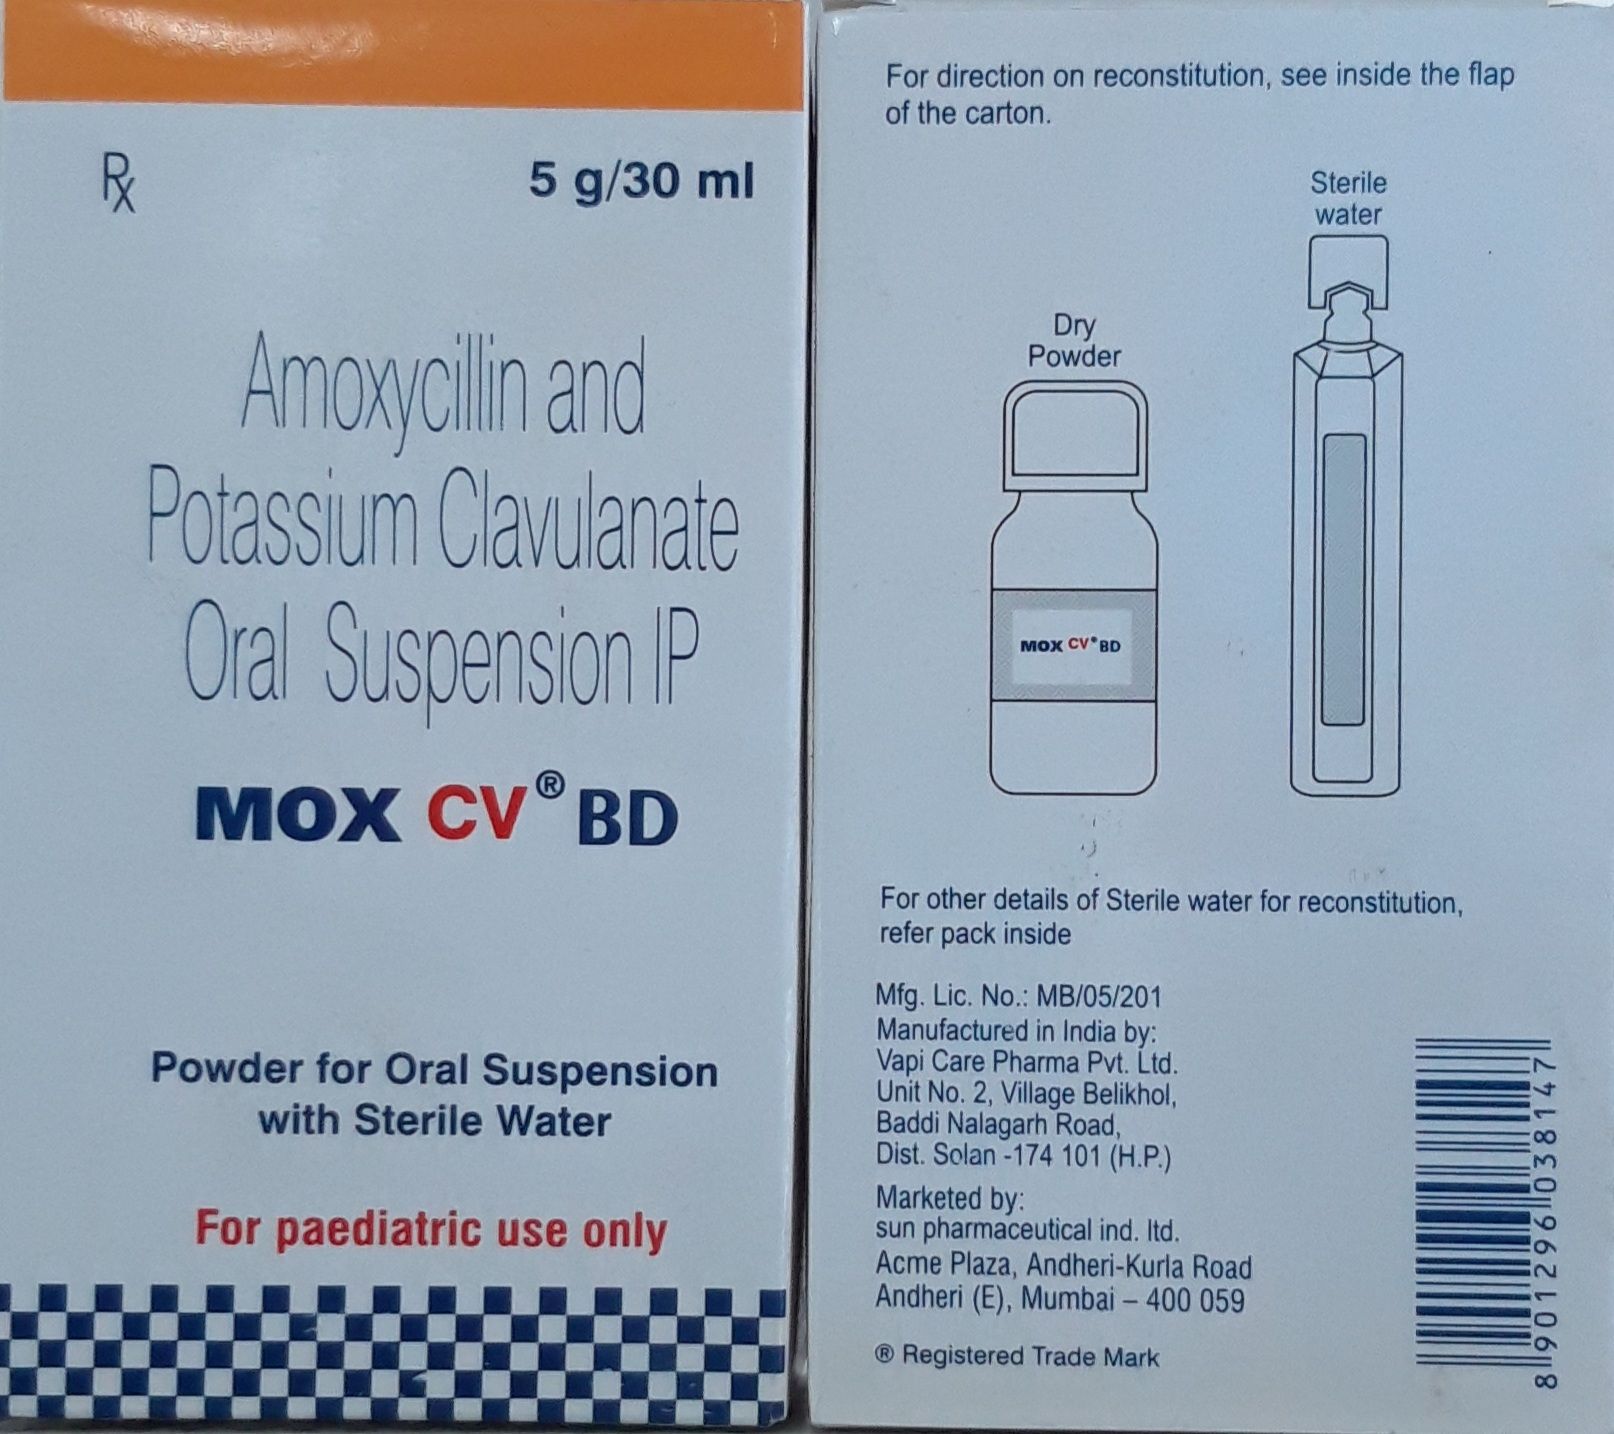 Rx
5 g/30 ml
Amoxycillin and
Potassium Clavulanate
Oral Suspension IP
MOX CV® BD
Powder for Oral Suspension
with Sterile Water
For paediatric use only
For direction on reconstitution, see inside the flap
of the carton.
Sterile
water
Dry
Powder
MOX CV® BD
For other details of Sterile water for reconstitution,
refer pack inside
Mfg. Lic. No.: MB/05/201
Manufactured in India by:
Vapi Care Pharma Pvt. Ltd.
Unit No. 2, Village Belikhol,
Baddi Nalagarh Road,
Dist. Solan -174 101 (H.P.)
Marketed by:
sun pharmaceutical ind. ltd.
Acme Plaza, Andheri-Kurla Road
Andheri (E), Mumbai – 400 059
® Registered Trade Mark
8 901296 038147